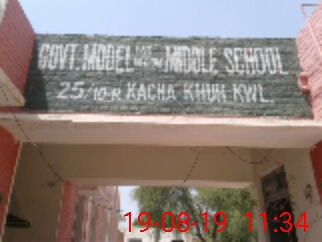 GOVT. MODEL MIDDLE SCHOOL
25/10-R KACHA KHUH KWL.
19-08-19 11:34